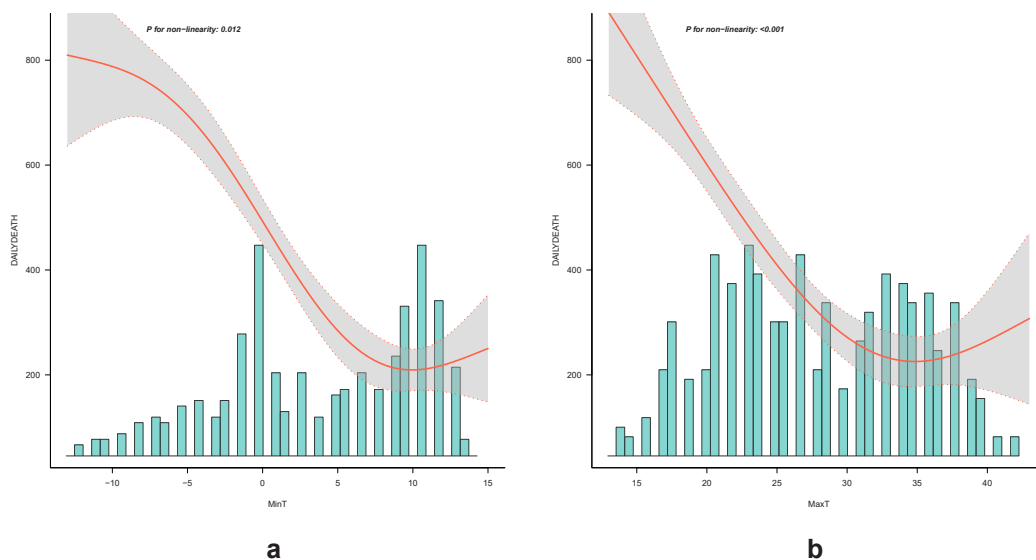 P for non−linearity: 0.012
800
600
400
200
DAILYDEATH
−10
−5
0
5
10
15
MinT
a
P for non−linearity: <0.001
800
600
400
200
DAILYDEATH
15
20
25
30
35
40
MaxT
b